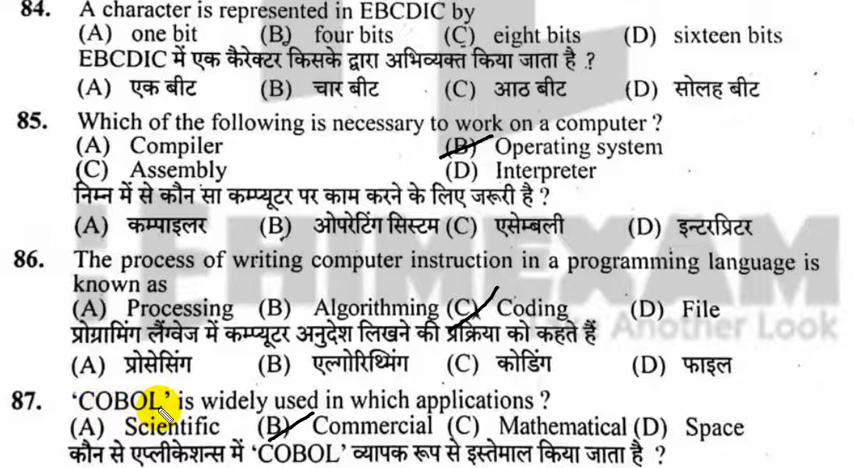 84. A character is represented in EBCDIC by
(A) one bit (B) four bits (C) eight bits (D) sixteen bits
EBCDIC में एक कैरेक्टर किसके द्वारा अभिव्यक्त किया जाता है ?
(A) एक बीट (B) चार बीट (C) आठ बीट (D) सोलह बीट
85. Which of the following is necessary to work on a computer ?
(A) Compiler (B) Operating system
(C) Assembly (D) Interpreter
निम्न में से कौन सा कम्प्यूटर पर काम करने के लिए जरूरी है ?
(A) कम्पाइलर (B) ओपरेटिंग सिस्टम (C) एसेम्बली (D) इन्टरप्रिटर
EHIMEXAM
86. The process of writing computer instruction in a programming language is
known as
(A) Processing (B) Algorithming (C) Coding (D) File
Another Look
प्रोग्रामिंग लैंग्वेज में कम्प्यूटर अनुदेश लिखने की प्रक्रिया को कहते हैं
(A) प्रोसेसिंग (B) एल्गोरिथ्मिंग (C) कोडिंग (D) फाइल
87. ‘COBOL’ is widely used in which applications ?
(A) Scientific (B) Commercial (C) Mathematical (D) Space
कौन से एप्लीकेशन्स में ‘COBOL’ व्यापक रूप से इस्तेमाल किया जाता है ?